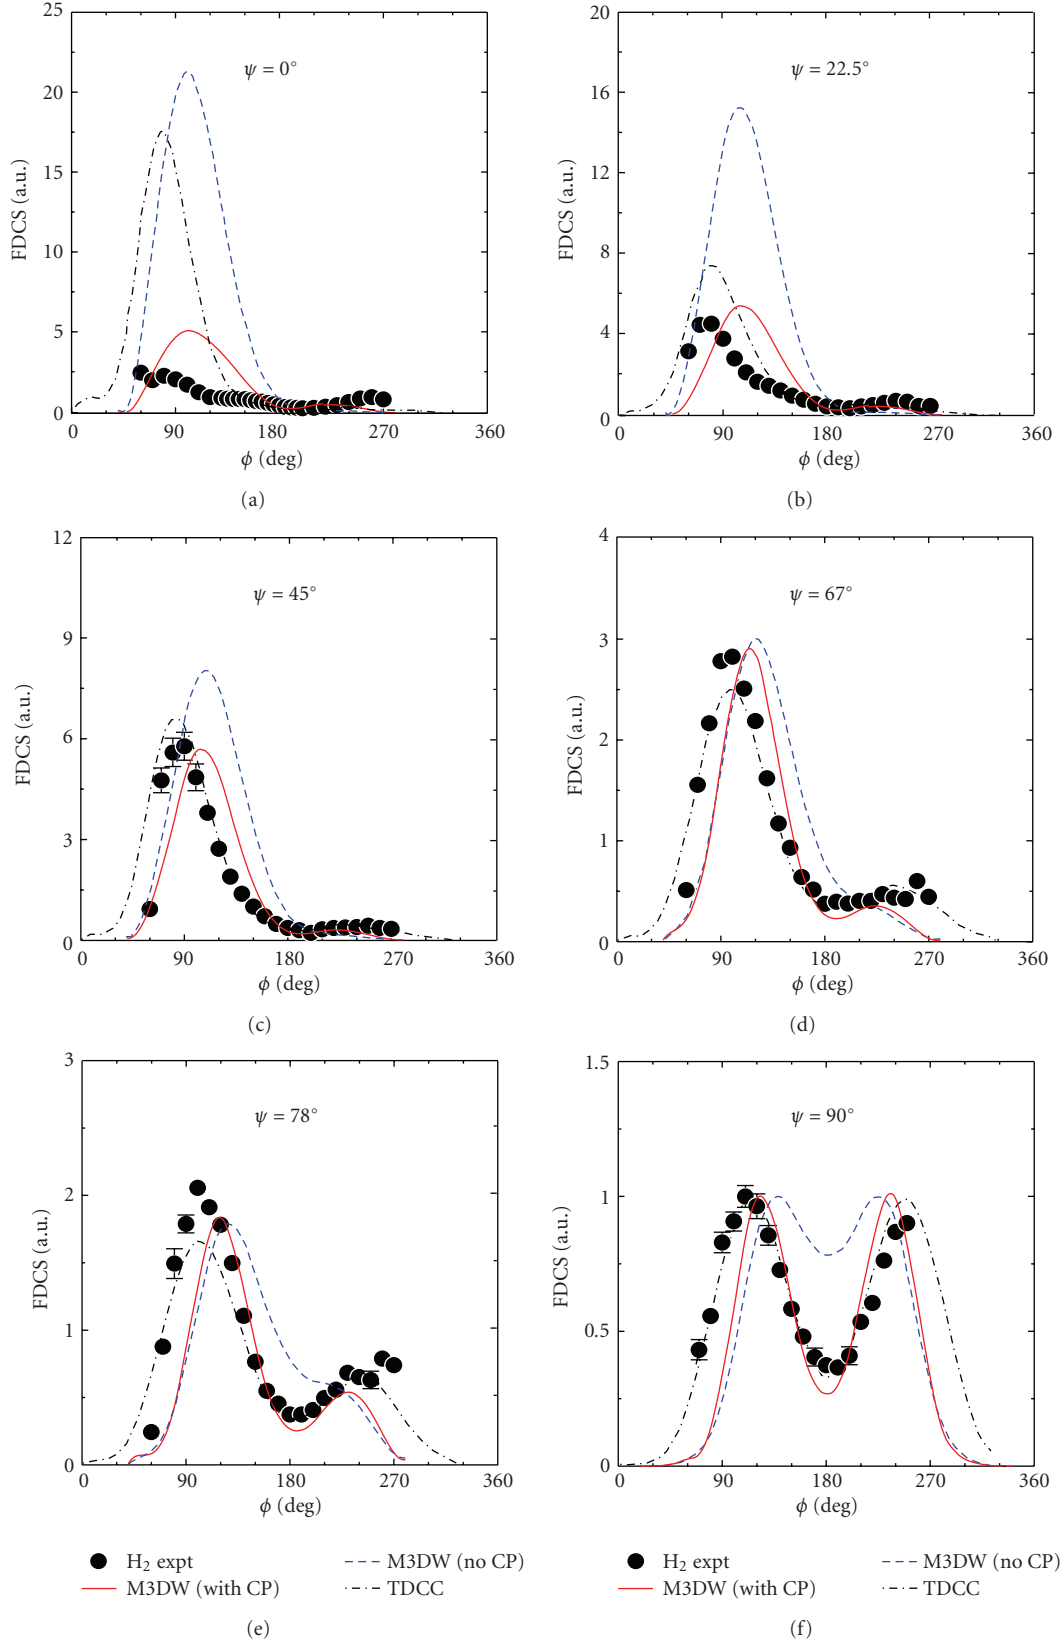 25
20
15
10
5
0
FDCS (a.u.)
ψ = 0°
0 90 180 270 360
ϕ (deg)
(a)
20
16
12
8
4
0
FDCS (a.u.)
ψ = 22.5°
0 90 180 270 360
ϕ (deg)
(b)
12
9
6
3
0
FDCS (a.u.)
ψ = 45°
0 90 180 270 360
ϕ (deg)
(c)
4
3
2
1
0
FDCS (a.u.)
ψ = 67°
0 90 180 270 360
ϕ (deg)
(d)
3
2
1
0
FDCS (a.u.)
ψ = 78°
0 90 180 270 360
ϕ (deg)
H₂ expt
M3DW (with CP)
M3DW (no CP)
TDCC
(e)
1.5
1
0.5
0
FDCS (a.u.)
ψ = 90°
0 90 180 270 360
ϕ (deg)
H₂ expt
M3DW (with CP)
M3DW (no CP)
TDCC
(f)